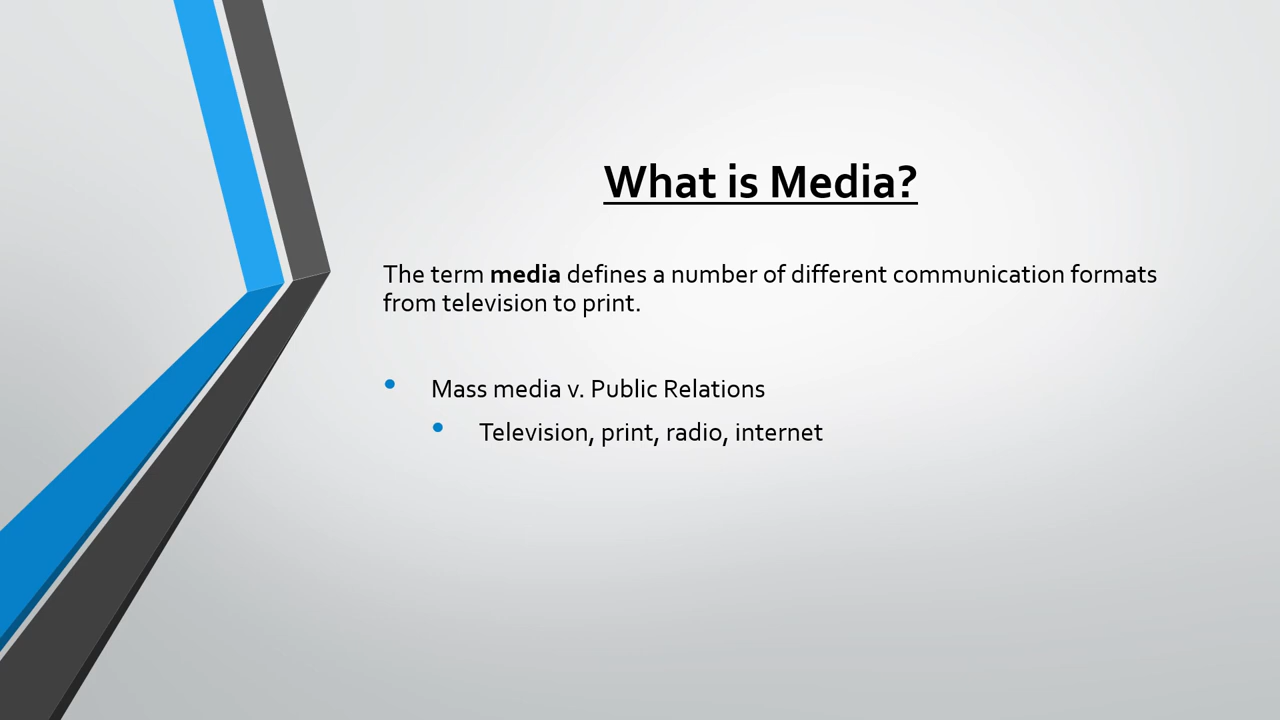 What is Media?
The term media defines a number of different communication formats
from television to print.
Mass media v. Public Relations
Television, print, radio, internet